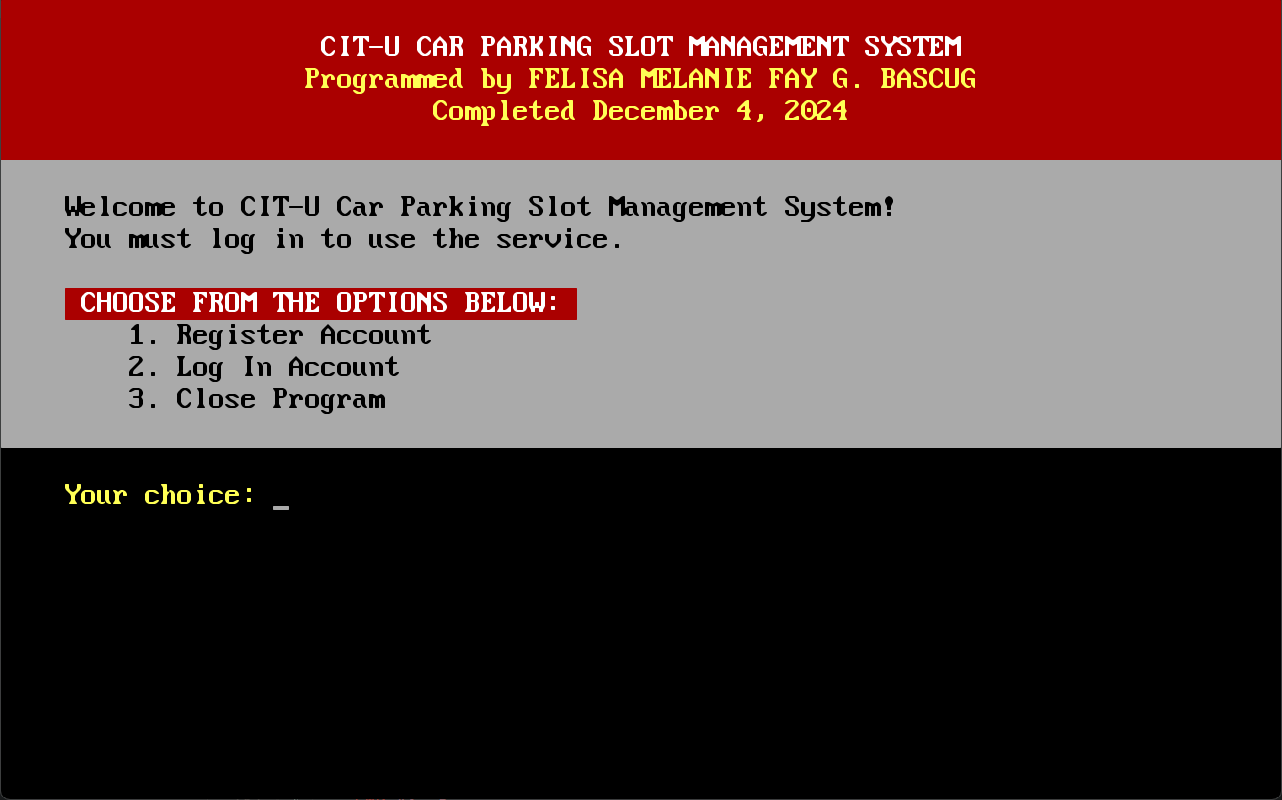 CIT-U CAR PARKING SLOT MANAGEMENT SYSTEM
Programmed by FELISA MELANIE FAY G. BASCUG
Completed December 4, 2024
Welcome to CIT-U Car Parking Slot Management System!
You must log in to use the service.
CHOOSE FROM THE OPTIONS BELOW:
1. Register Account
2. Log In Account
3. Close Program
Your choice: _